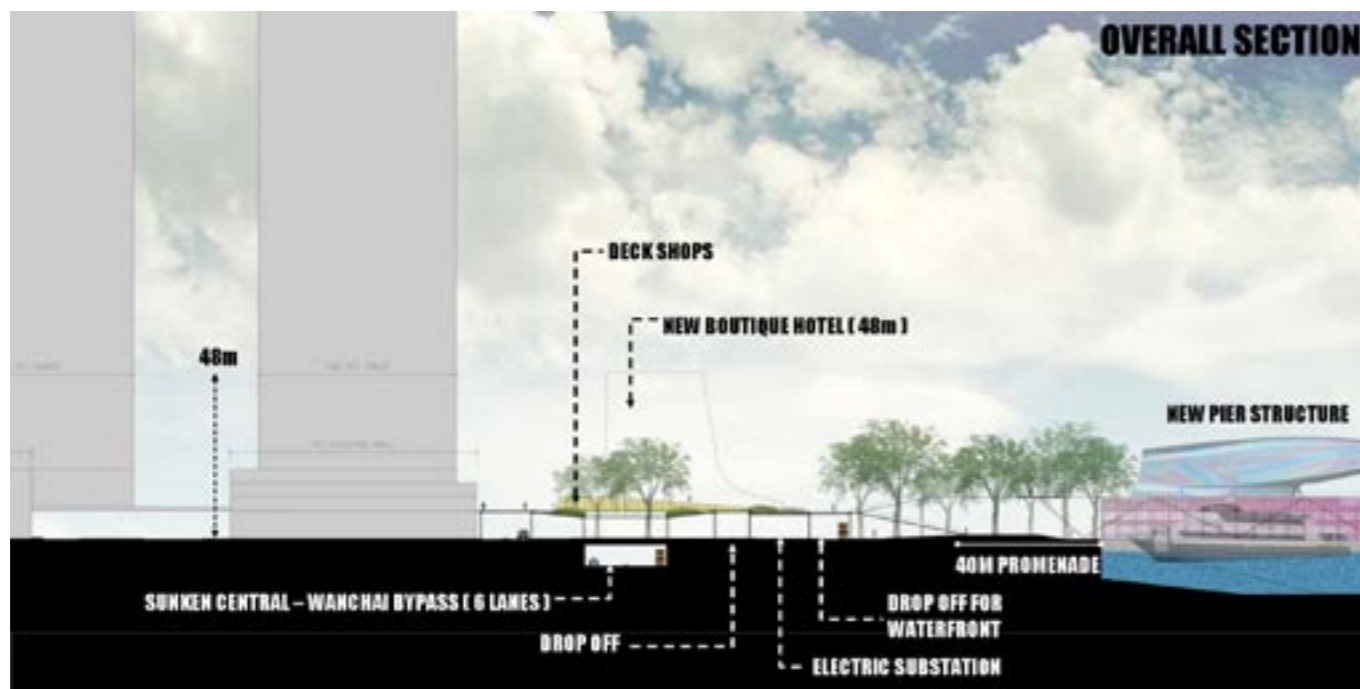 OVERALL SECTION
DECK SHOPS
NEW BOUTIQUE HOTEL ( 48m )
48m
NEW PIER STRUCTURE
40M PROMENADE
SUNKEN CENTRAL – WANCHAI BYPASS ( 6 LANES )
DROP OFF FOR
WATERFRONT
DROP OFF
ELECTRIC SUBSTATION